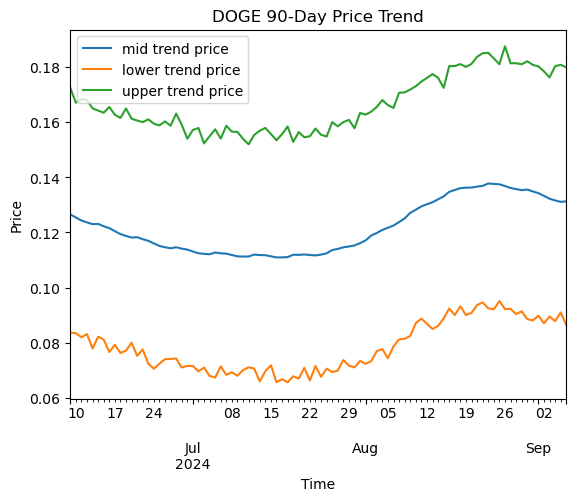 DOGE 90-Day Price Trend
mid trend price
lower trend price
upper trend price
0.18
0.16
0.14
0.12
0.10
0.08
0.06
Price
10 17 24 08 15 22 29 05 12 19 26 02
Jul Aug Sep
2024
Time